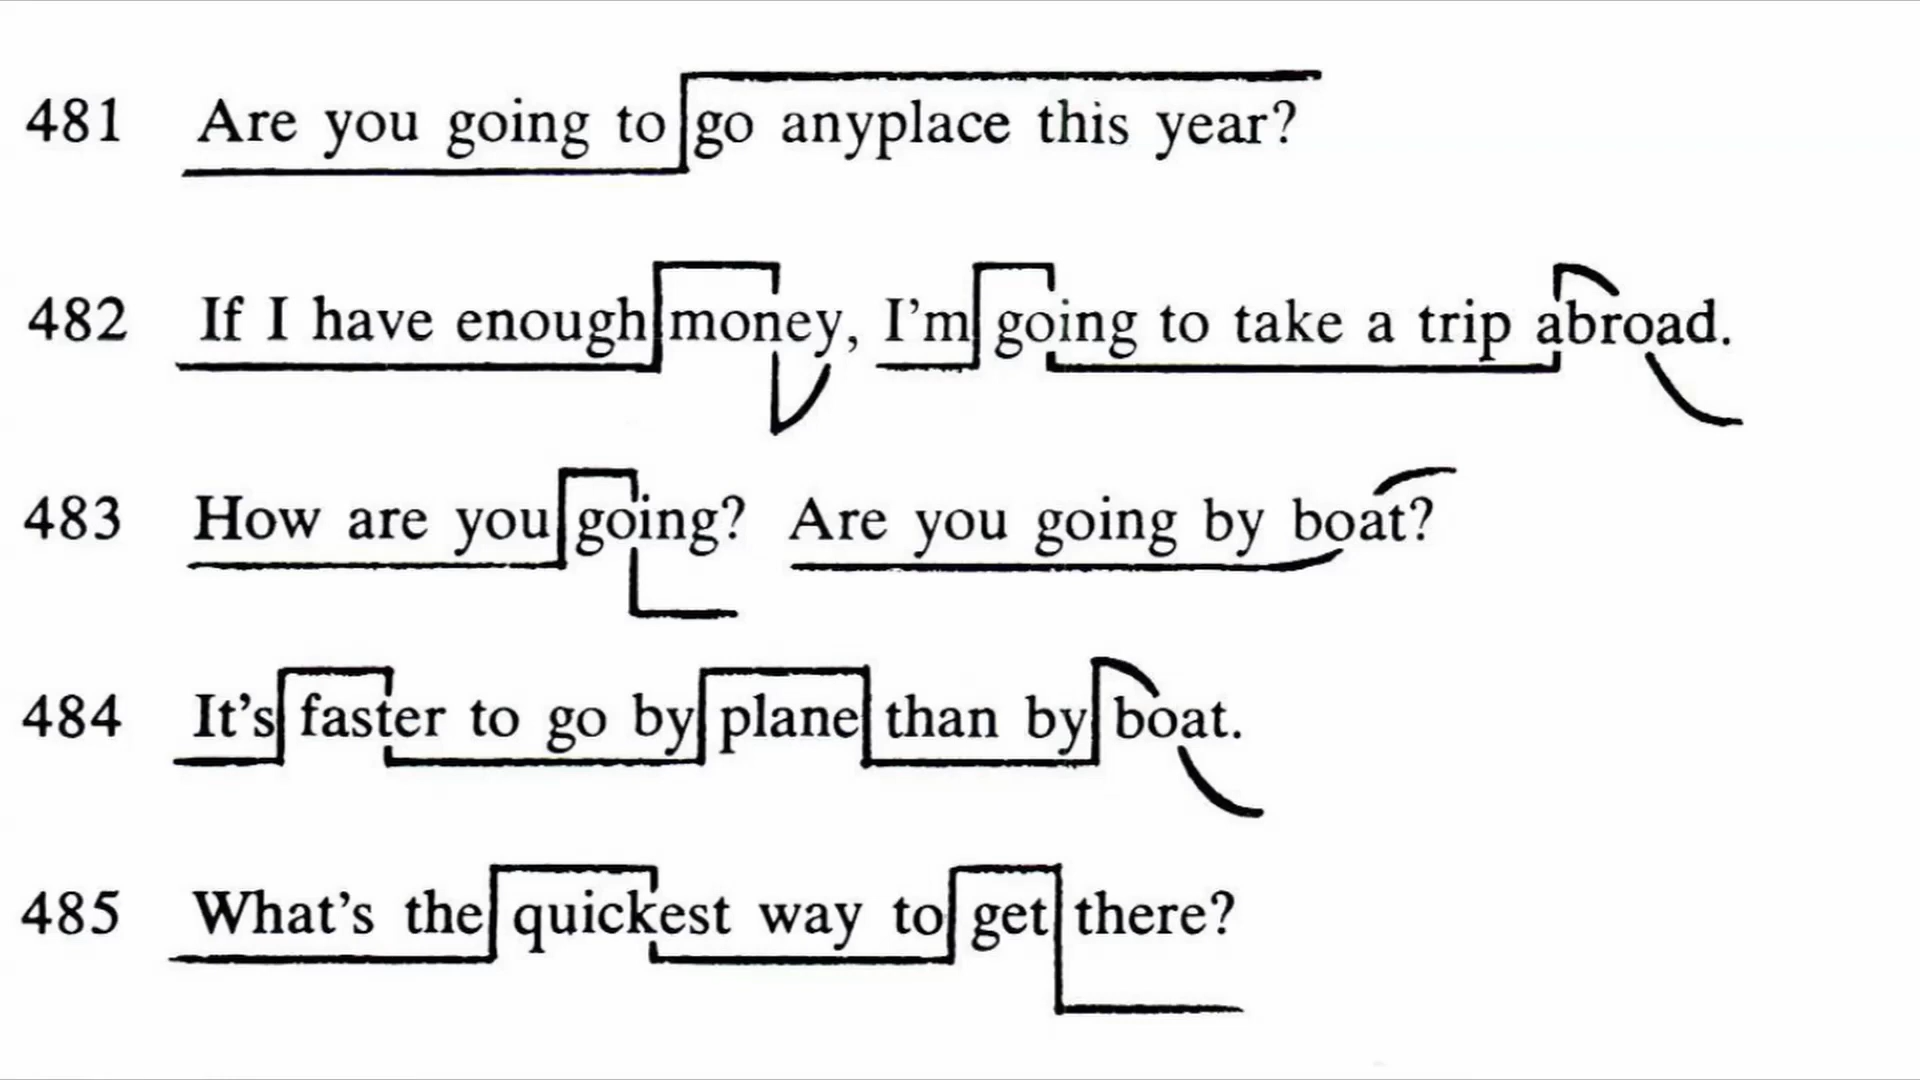 481 Are you going to go anyplace this year?
482 If I have enough money, I'm going to take a trip abroad.
483 How are you going? Are you going by boat?
484 It's faster to go by plane than by boat.
485 What's the quickest way to get there?